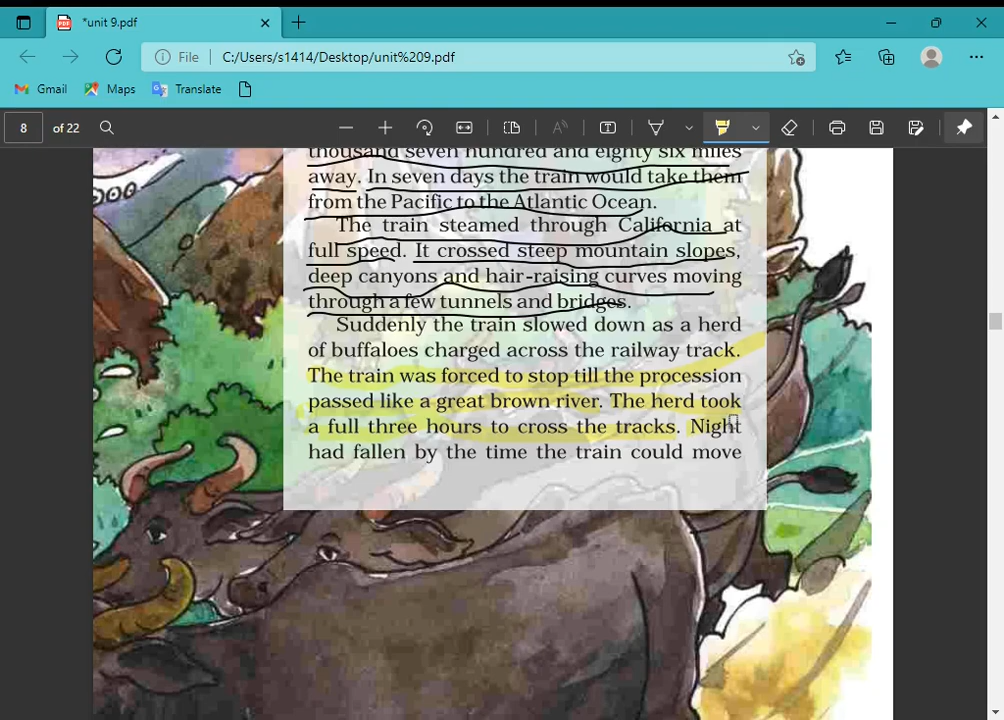 *unit 9.pdf
File
C:/Users/s1414/Desktop/unit%209.pdf
Gmail
Maps
Translate
8
of 22
thousand seven hundred and eighty six miles
away. In seven days the train would take them
from the Pacific to the Atlantic Ocean.
The train steamed through California at
full speed. It crossed steep mountain slopes,
deep canyons and hair-raising curves moving
through a few tunnels and bridges.
Suddenly the train slowed down as a herd
of buffaloes charged across the railway track.
The train was forced to stop till the procession
passed like a great brown river. The herd took
a full three hours to cross the tracks. Night
had fallen by the time the train could move